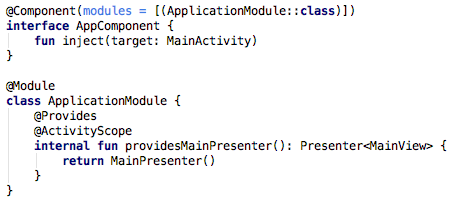 @Component(modules = [(ApplicationModule::class)])
interface AppComponent {
    fun inject(target: MainActivity)
}

@Module
class ApplicationModule {
    @Provides
    @ActivityScope
    internal fun providesMainPresenter(): Presenter<MainView> {
        return MainPresenter()
    }
}